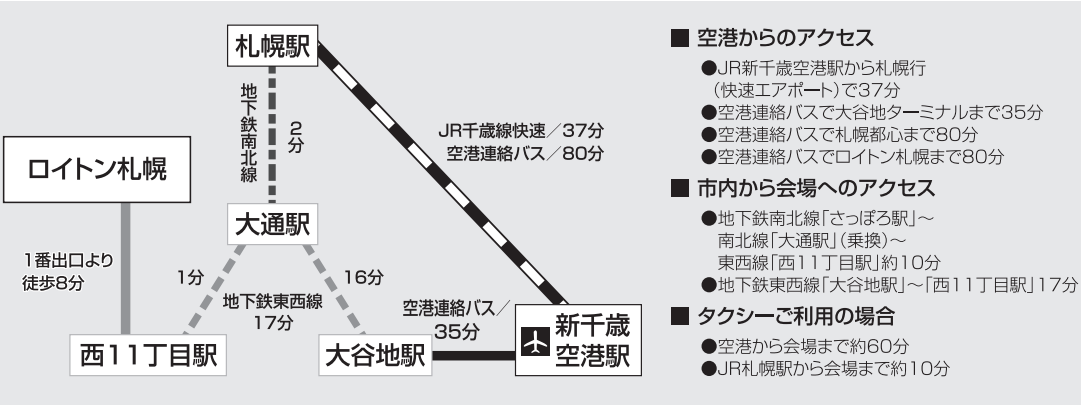 札幌駅
地下鉄南北線
2分
JR千歳線快速／37分
空港連絡バス／80分
ロイトン札幌
大通駅
1番出口より
徒歩8分
1分
16分
地下鉄東西線
17分
空港連絡バス／
35分
西11丁目駅
大谷地駅
新千歳
空港駅
■ 空港からのアクセス
●JR新千歳空港駅から札幌行
（快速エアポート）で37分
●空港連絡バスで大谷地ターミナルまで35分
●空港連絡バスで札幌都心まで80分
●空港連絡バスでロイトン札幌まで80分
■ 市内から会場へのアクセス
●地下鉄南北線「さっぽろ駅」～
南北線「大通駅」（乗換）～
東西線「西11丁目駅」約10分
●地下鉄東西線「大谷地駅」～「西11丁目駅」17分
■ タクシーご利用の場合
●空港から会場まで約60分
●JR札幌駅から会場まで約10分